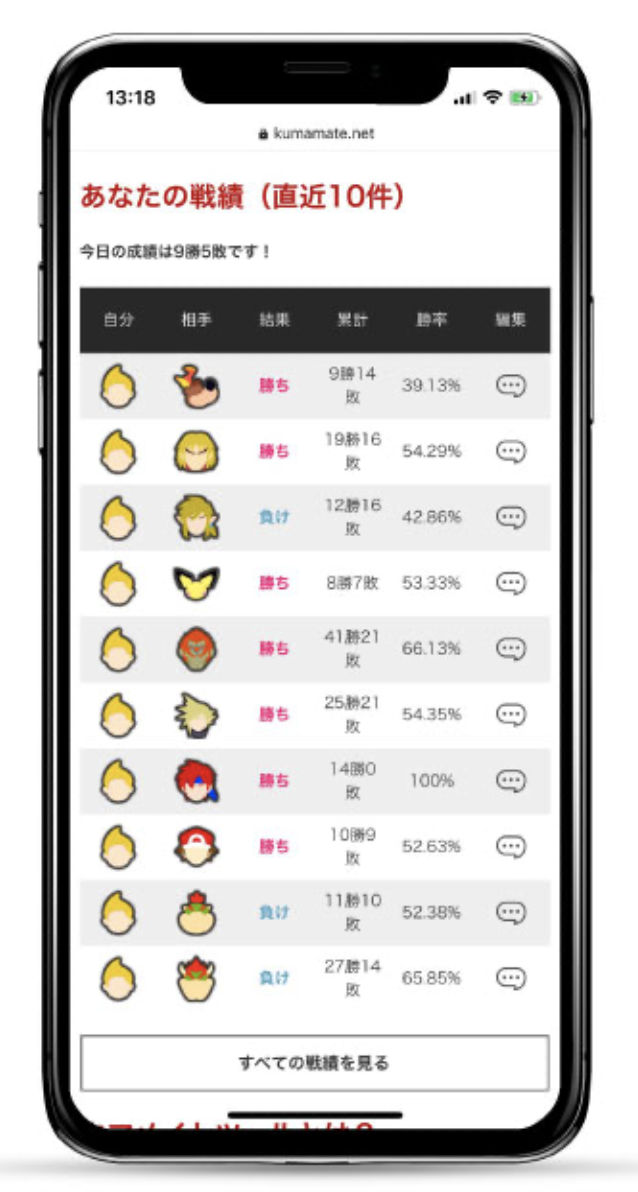 13:18
kumamate.net
あなたの戦績（直近10件）
今日の成績は9勝5敗です！
自分 相手 結果 累計 勝率 編集
勝ち 9勝14敗 39.13%
勝ち 19勝16敗 54.29%
負け 12勝16敗 42.86%
勝ち 8勝7敗 53.33%
勝ち 41勝21敗 66.13%
勝ち 25勝21敗 54.35%
勝ち 14勝0敗 100%
勝ち 10勝9敗 52.63%
負け 11勝10敗 52.38%
負け 27勝14敗 65.85%
すべての戦績を見る